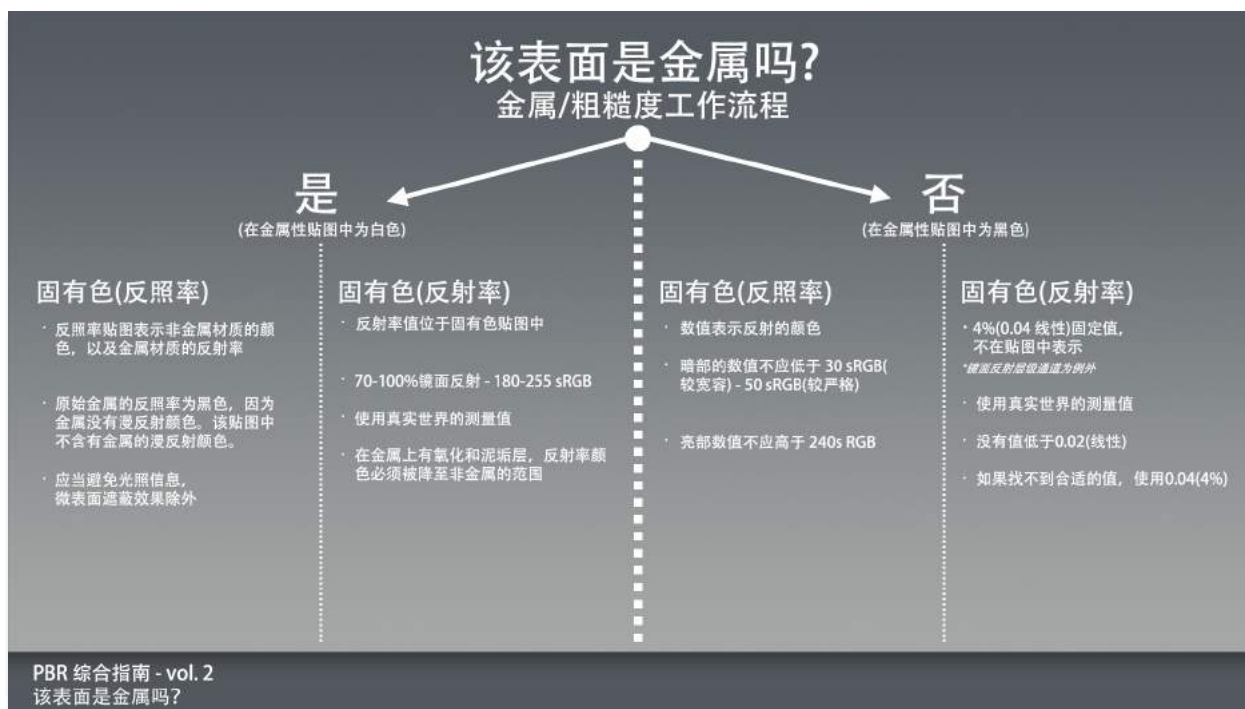 该表面是金属吗?
金属/粗糙度工作流程
是
(在金属性贴图中为白色)
固有色(反照率)
· 反照率贴图表示非金属材质的颜
色，以及金属材质的反射率
· 原始金属的反照率为黑色，因为
金属没有漫反射颜色。该贴图中
不含有金属的漫反射颜色。
· 应当避免光照信息，
微表面遮蔽效果除外
固有色(反射率)
· 反射率值位于固有色贴图中
· 70-100%镜面反射 - 180-255 sRGB
· 使用真实世界的测量值
· 在金属上有氧化和泥垢层，反射率颜
色必须被降至非金属的范围
否
(在金属性贴图中为黑色)
固有色(反照率)
· 数值表示反射的颜色
· 暗部的数值不应低于 30 sRGB(
较宽容) - 50 sRGB(较严格)
· 亮部数值不应高于 240s RGB
固有色(反射率)
· 4%(0.04 线性)固定值，
不在贴图中表示
*镜面反射层级通道为例外
· 使用真实世界的测量值
· 没有值低于0.02(线性)
· 如果找不到合适的值，使用0.04(4%)
PBR 综合指南 - vol. 2
该表面是金属吗?